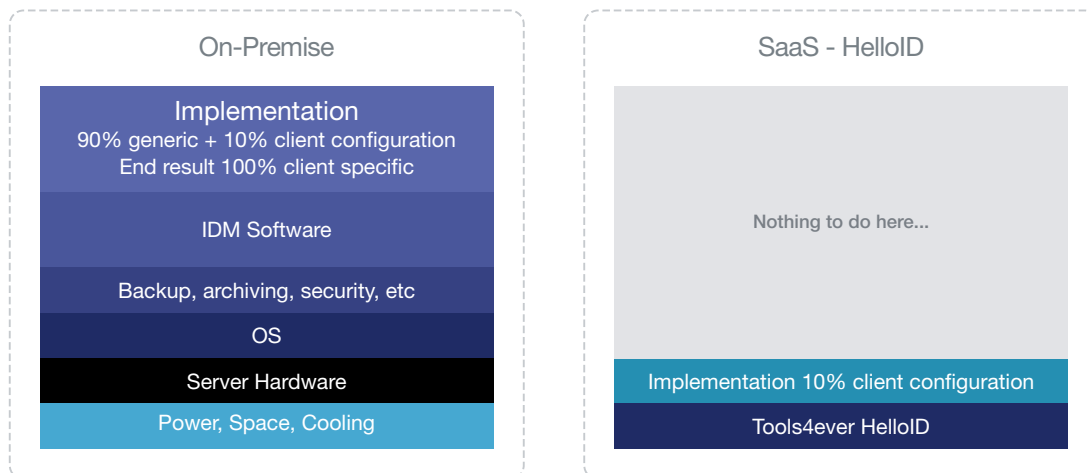 On-Premise
Implementation
90% generic + 10% client configuration
End result 100% client specific
IDM Software
Backup, archiving, security, etc
OS
Server Hardware
Power, Space, Cooling
SaaS - HelloID
Nothing to do here...
Implementation 10% client configuration
Tools4ever HelloID